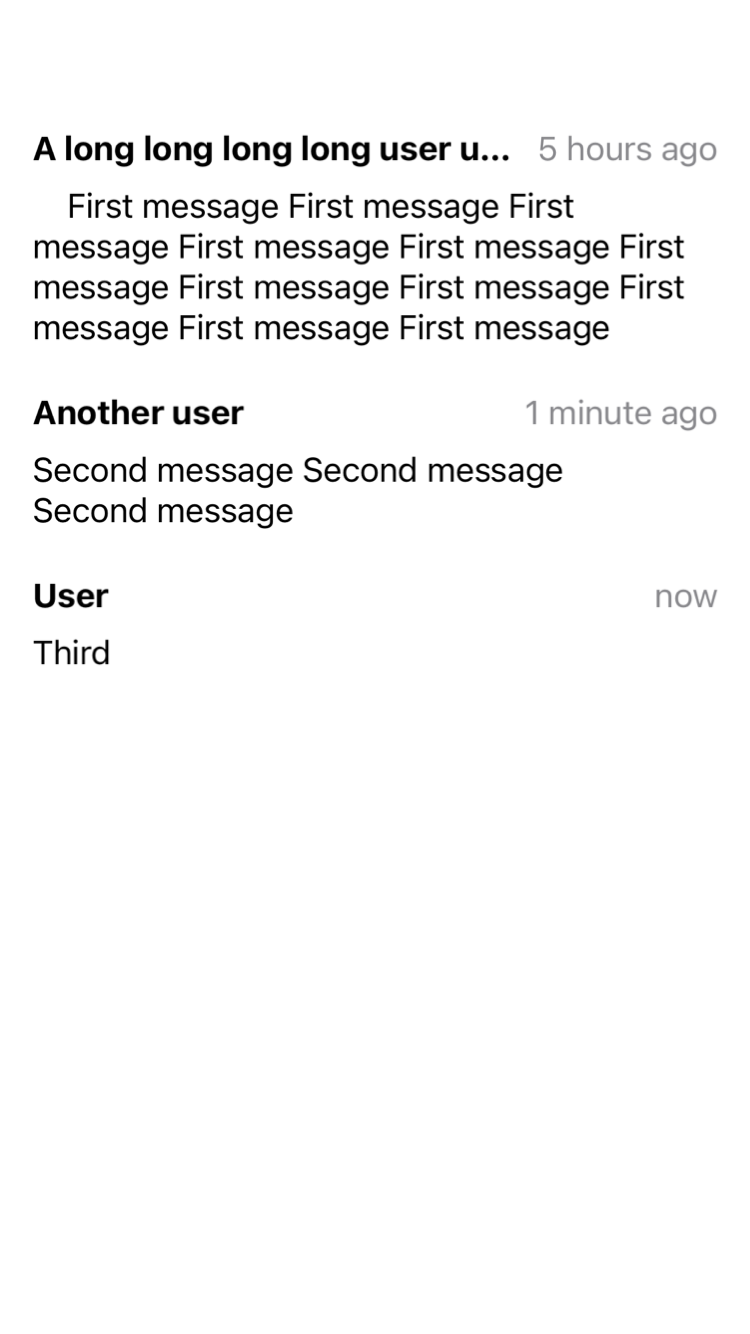 A long long long long user u... 5 hours ago
First message First message First
message First message First message First
message First message First message First
message First message First message
Another user 1 minute ago
Second message Second message
Second message
User now
Third